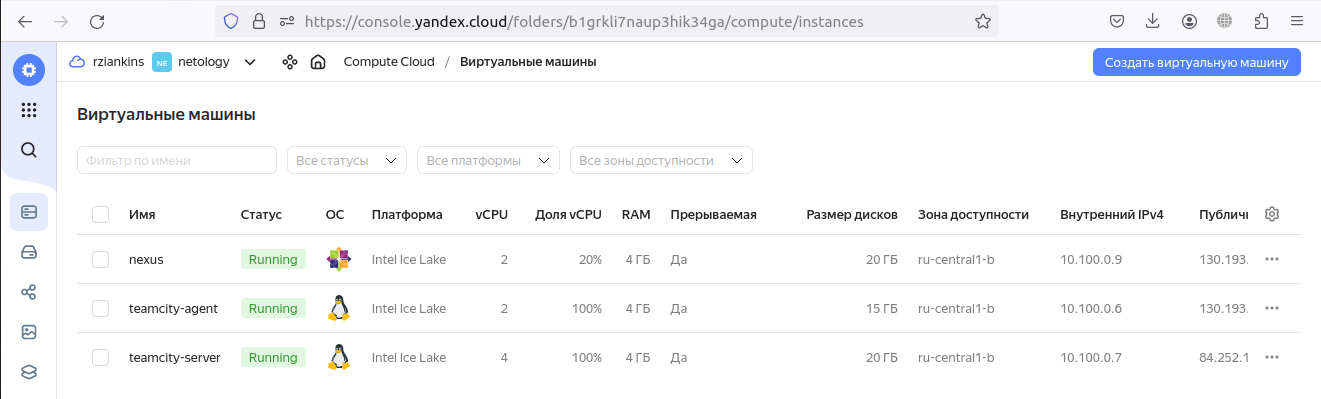 https://console.yandex.cloud/folders/b1grkli7naup3hik34ga/compute/instances
rziankins NE netology Compute Cloud / Виртуальные машины Создать виртуальную машину
Виртуальные машины
Фильтр по имени Все статусы Все платформы Все зоны доступности
Имя Статус ОС Платформа vCPU Доля vCPU RAM Прерываемая Размер дисков Зона доступности Внутренний IPv4
nexus Running Intel Ice Lake 2 20% 4 ГБ Да 20 ГБ ru-central1-b 10.100.0.9 130.193.
teamcity-agent Running Intel Ice Lake 2 100% 4 ГБ Да 15 ГБ ru-central1-b 10.100.0.6 130.193.
teamcity-server Running Intel Ice Lake 4 100% 4 ГБ Да 20 ГБ ru-central1-b 10.100.0.7 84.252.1